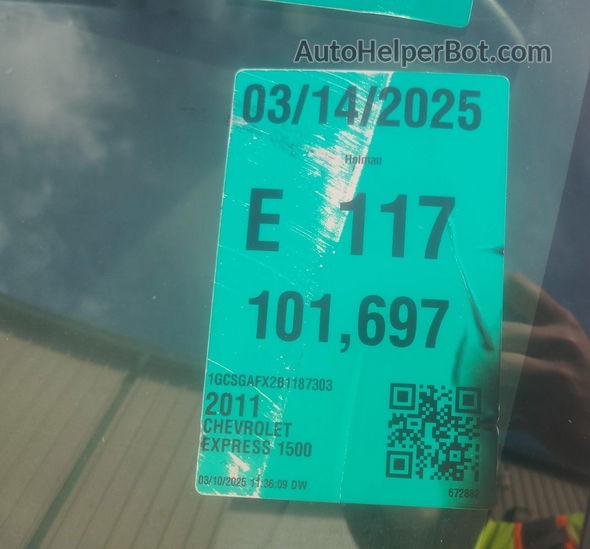 AutoHelperBot.com
03/14/2025
Holman
E 117
101,697
1GCSGAFX2B1187303
2011
CHEVROLET
EXPRESS 1500
03/10/2025 11:36:09 DW
672882